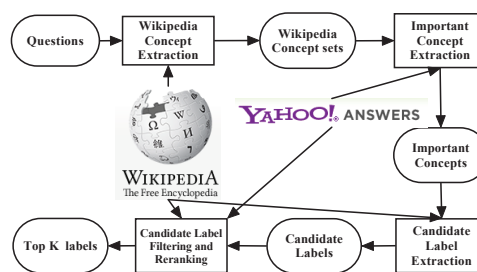 Questions
Wikipedia
Concept
Extraction
Wikipedia
Concept sets
Important
Concept
Extraction
Ω
W
И
WIKIPEDIA
The Free Encyclopedia
YAHOO! ANSWERS
Important
Concepts
Top K labels
Candidate Label
Filtering and
Reranking
Candidate
Labels
Candidate
Label
Extraction